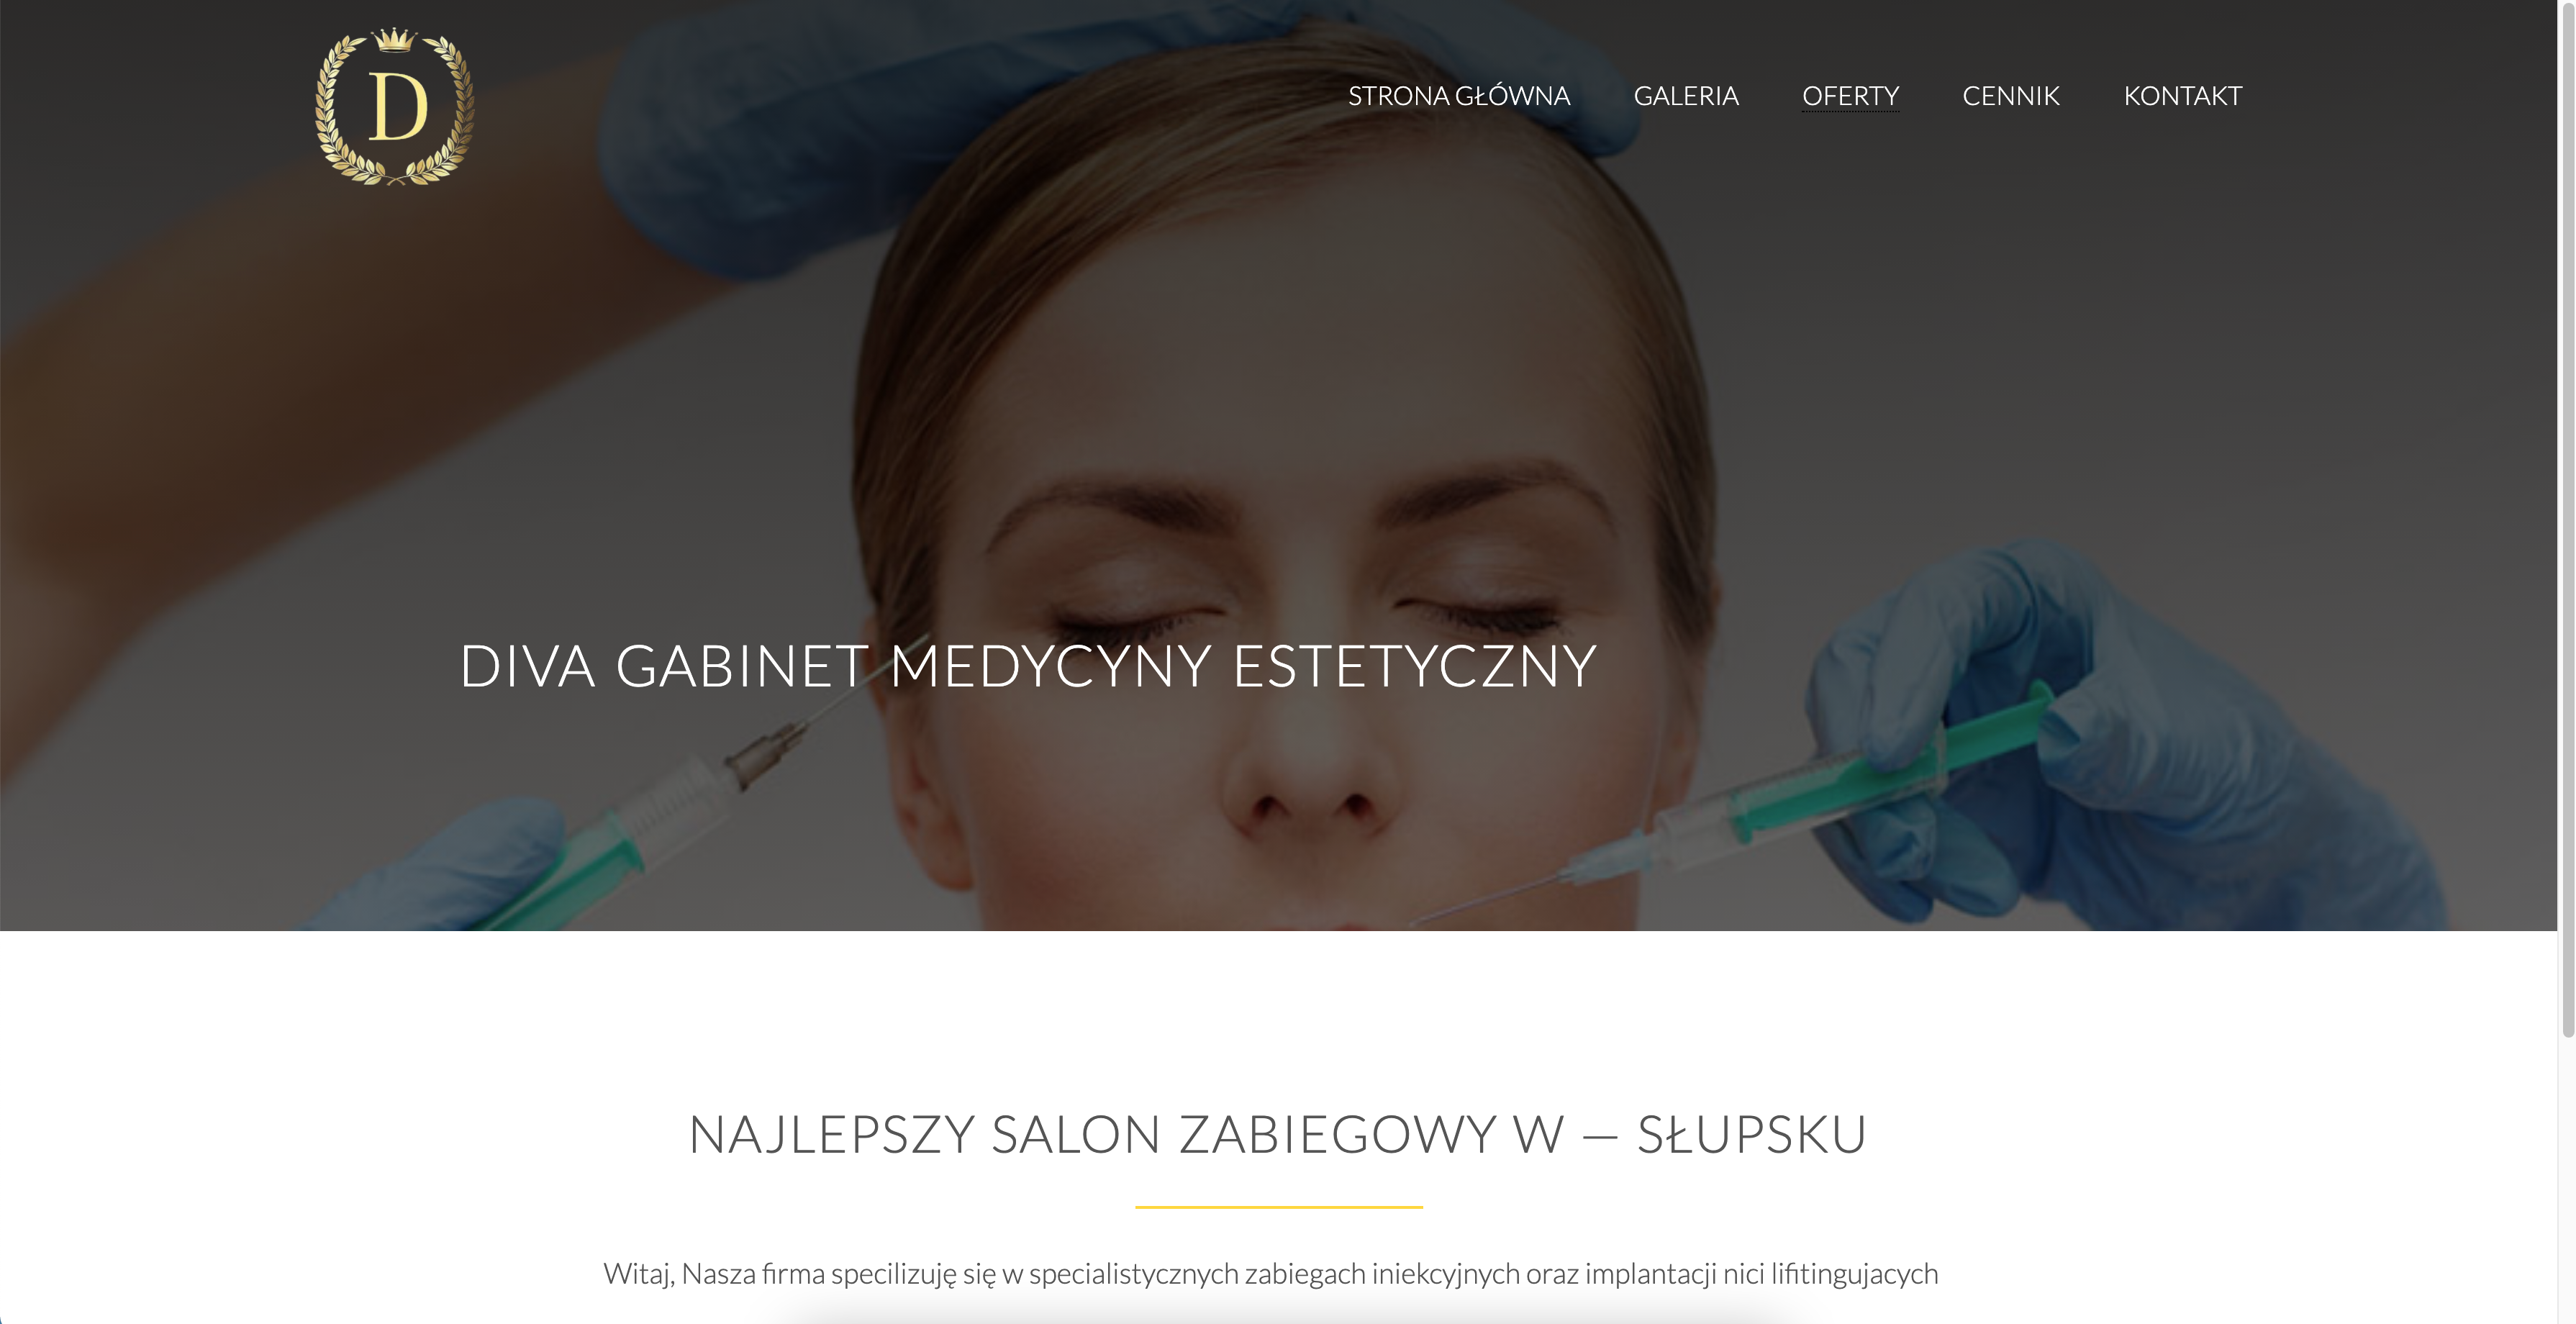 D
STRONA GŁÓWNA GALERIA OFERTY CENNIK KONTAKT
DIVA GABINET MEDYCYNY ESTETYCZNY
NAJLEPSZY SALON ZABIEGOWY W – SŁUPSKU
Witaj, Nasza firma specilizuję się w specialistycznych zabiegach iniekcyjnych oraz implantacji nici lifitingujacych